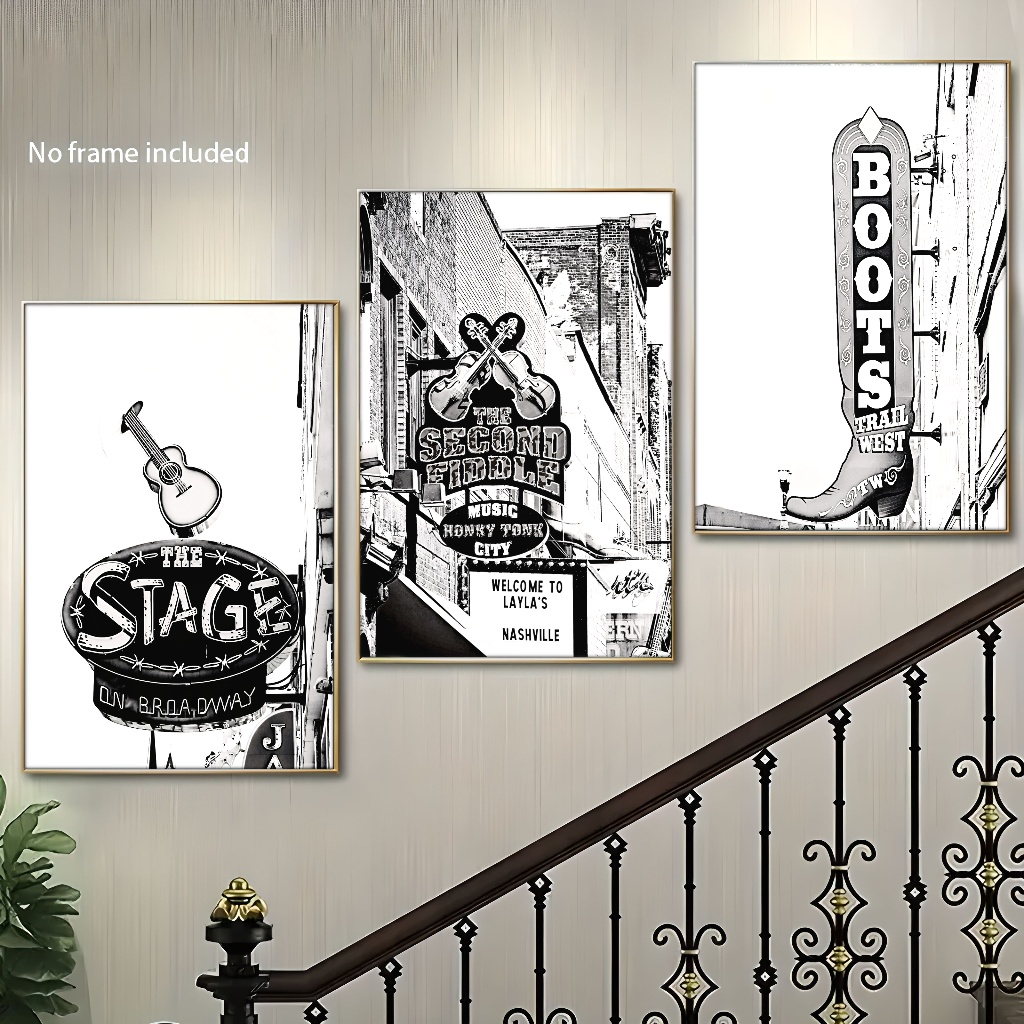 No frame included
THE
STAGE
ON BROADWAY
J
THE
SECOND
FIDDLE
MUSIC
HONKY TONK
CITY
WELCOME TO
LAYLA'S
NASHVILLE
BOOTS
TRAIL
WEST
TW